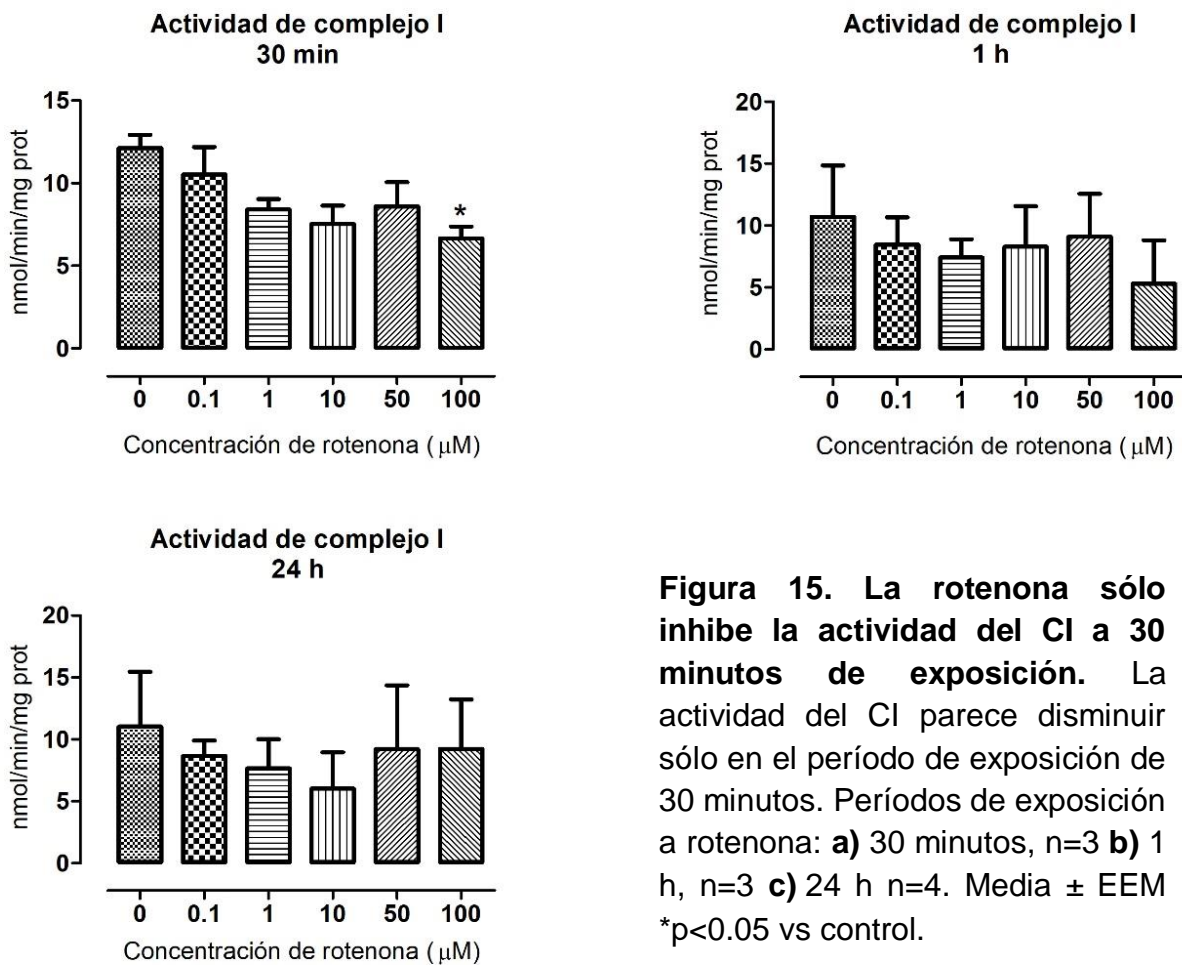 Actividad de complejo I
30 min
nmol/min/mg prot
15
10
5
0
*
0 0.1 1 10 50 100
Concentración de rotenona ( μM)
Actividad de complejo I
1 h
nmol/min/mg prot
20
15
10
5
0
0 0.1 1 10 50 100
Concentración de rotenona ( μM)
Actividad de complejo I
24 h
nmol/min/mg prot
20
15
10
5
0
0 0.1 1 10 50 100
Concentración de rotenona ( μM)
Figura 15. La rotenona sólo
inhibe la actividad del CI a 30
minutos de exposición. La
actividad del CI parece disminuir
sólo en el período de exposición de
30 minutos. Períodos de exposición
a rotenona: a) 30 minutos, n=3 b) 1
h, n=3 c) 24 h n=4. Media ± EEM
*p<0.05 vs control.